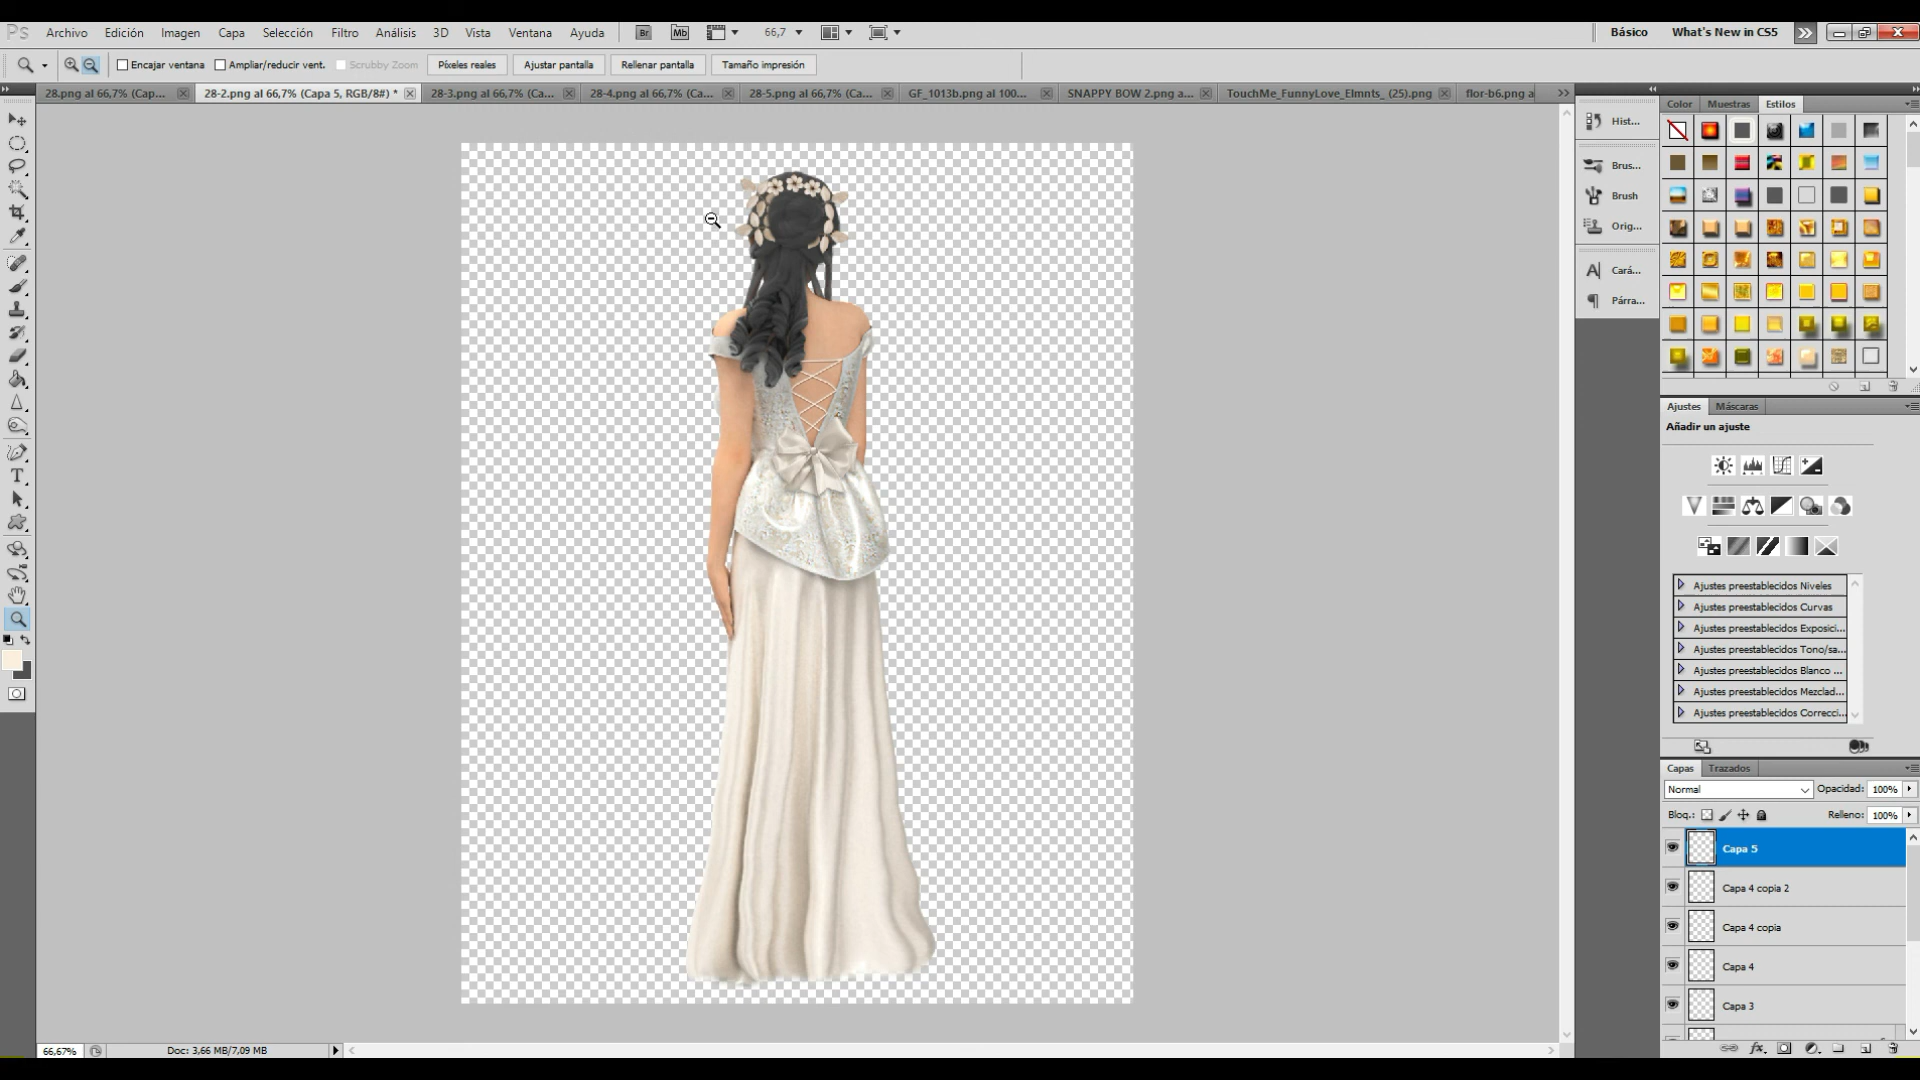 Ps Archivo Edición Imagen Capa Selección Filtro Análisis 3D Vista Ventana Ayuda Br Mb 66,7 Básico What's New in CS5
Encajar ventana Ampliar/reducir vent. Scrubby Zoom Píxeles reales Ajustar pantalla Rellenar pantalla Tamaño impresión
28.png al 66,7% (Cap... 28-2.png al 66,7% (Capa 5, RGB/8#) * 28-3.png al 66,7% (Ca... 28-4.png al 66,7% (Ca... 28-5.png al 66,7% (Ca... GF_1013b.png al 100... SNAPPY BOW 2.png a... TouchMe_FunnyLove_Elmnts_ (25).png flor-b6.png a
Color Muestras Estilos
Hist...
Brus...
Brush
Orig...
Cará...
Párra...
Ajustes Máscaras
Añadir un ajuste
Ajustes preestablecidos Niveles
Ajustes preestablecidos Curvas
Ajustes preestablecidos Exposici...
Ajustes preestablecidos Tono/sa...
Ajustes preestablecidos Blanco ...
Ajustes preestablecidos Mezclad...
Ajustes preestablecidos Correcci...
Capas Trazados
Normal Opacidad: 100%
Bloq.: Relleno: 100%
Capa 5
Capa 4 copia 2
Capa 4 copia
Capa 4
Capa 3
66,67% Doc: 3,66 MB/7,09 MB